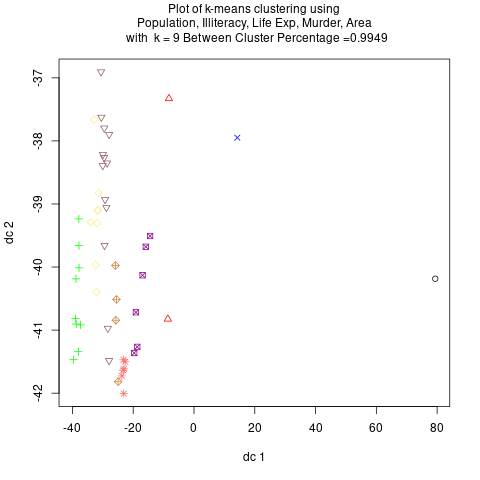 Plot of k-means clustering using
Population, Illiteracy, Life Exp, Murder, Area
with k = 9 Between Cluster Percentage =0.9949
-37
-38
-39
-40
-41
-42
dc 2
-40
-20
0
20
40
60
80
dc 1